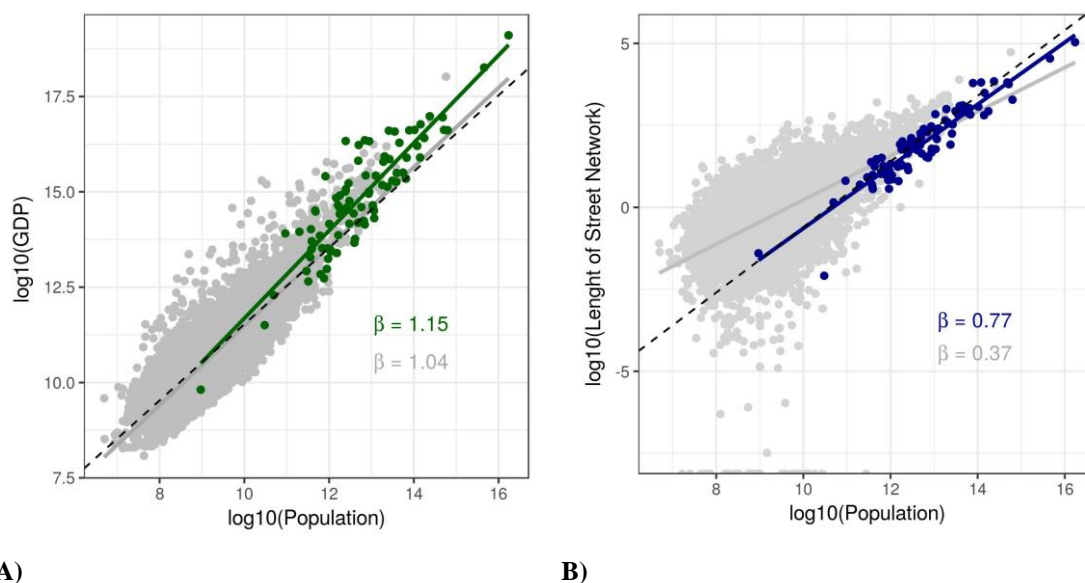 17.5
15.0
12.5
10.0
7.5
log10(GDP)
β = 1.15
β = 1.04
8 10 12 14 16
log10(Population)
5
0
-5
log10(Lenght of Street Network)
β = 0.77
β = 0.37
8 10 12 14 16
log10(Population)
A) B)